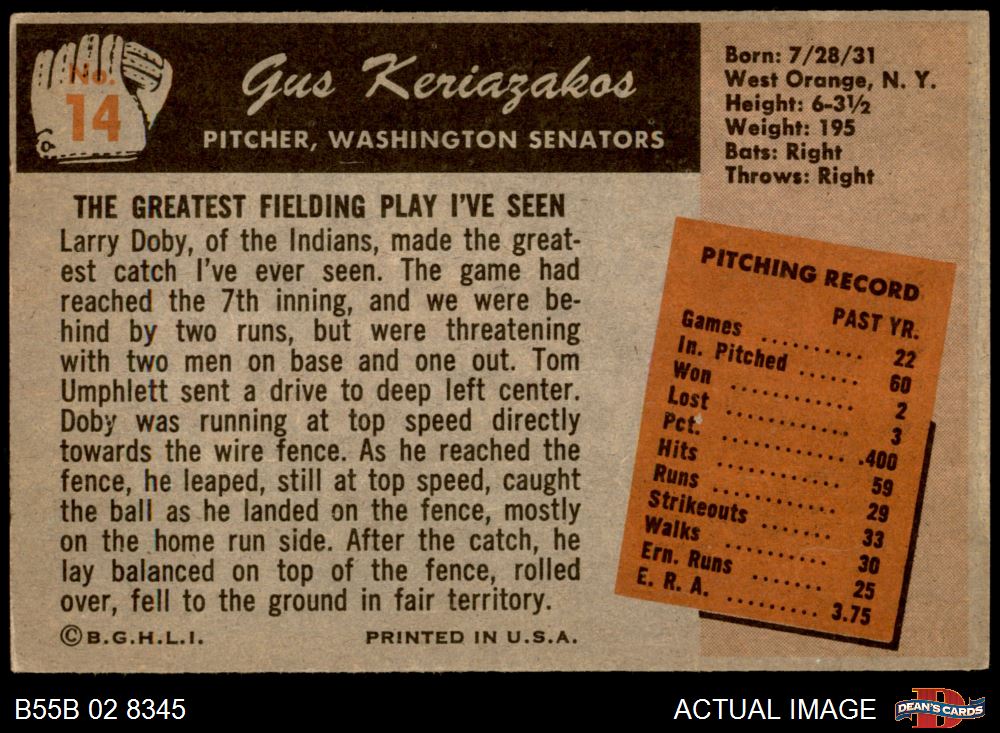 No.
14
Gus Keriazakos
PITCHER, WASHINGTON SENATORS
Born: 7/28/31
West Orange, N. Y.
Height: 6-3½
Weight: 195
Bats: Right
Throws: Right
THE GREATEST FIELDING PLAY I'VE SEEN
Larry Doby, of the Indians, made the great-
est catch I've ever seen. The game had
reached the 7th inning, and we were be-
hind by two runs, but were threatening
with two men on base and one out. Tom
Umphlett sent a drive to deep left center.
Doby was running at top speed directly
towards the wire fence. As he reached the
fence, he leaped, still at top speed, caught
the ball as he landed on the fence, mostly
on the home run side. After the catch, he
lay balanced on top of the fence, rolled
over, fell to the ground in fair territory.
©B.G.H.L.I. PRINTED IN U.S.A.
PITCHING RECORD
PAST YR.
Games .......... 22
In. Pitched ...... 60
Won ............ 2
Lost ............ 3
Pct. ............ .400
Hits ............ 59
Runs ............ 29
Strikeouts ....... 33
Walks ........... 30
Ern. Runs ....... 25
E. R. A. .......... 3.75
B55B 02 8345
ACTUAL IMAGE
D
DEAN'S CARDS